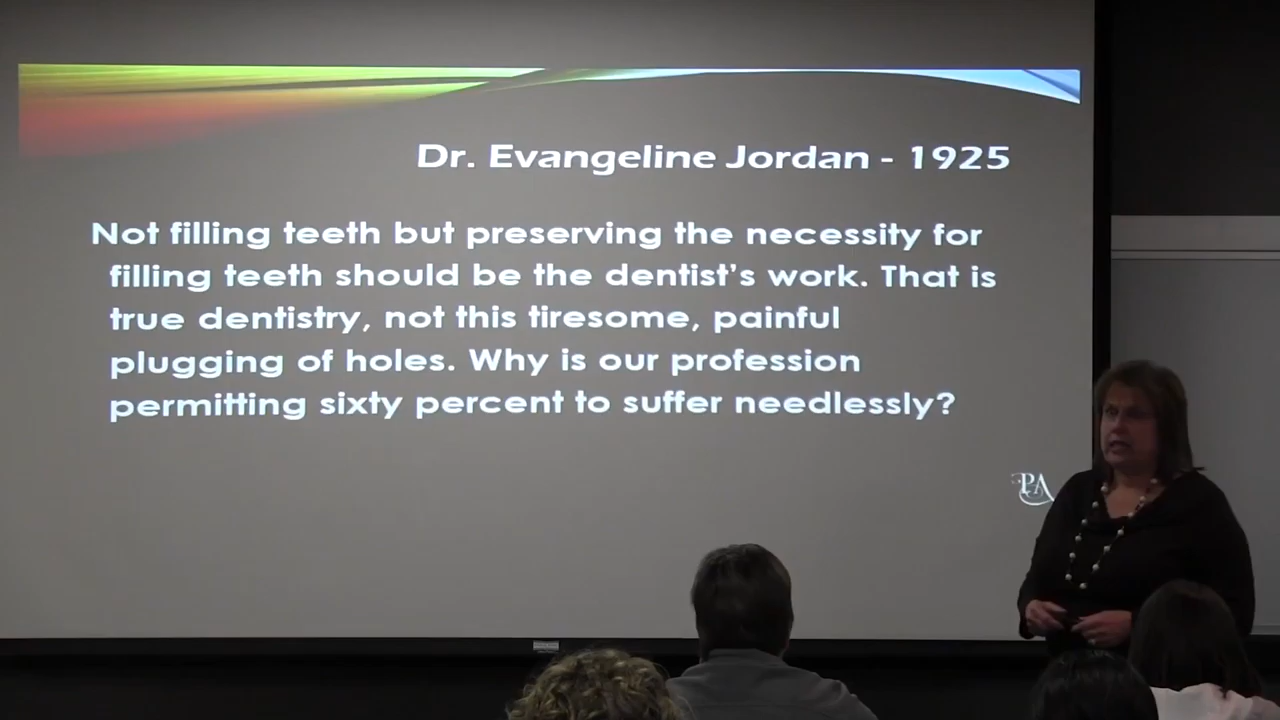 Dr. Evangeline Jordan - 1925
Not filling teeth but preserving the necessity for
filling teeth should be the dentist's work. That is
true dentistry, not this tiresome, painful
plugging of holes. Why is our profession
permitting sixty percent to suffer needlessly?
PA